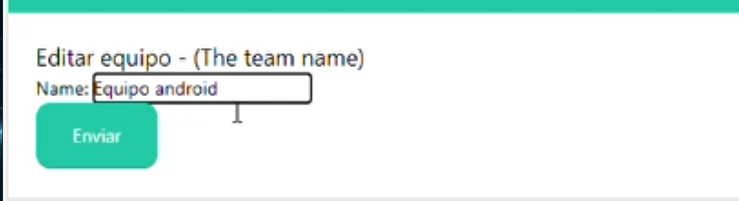 Editar equipo - (The team name)
Name: Equipo android
Enviar